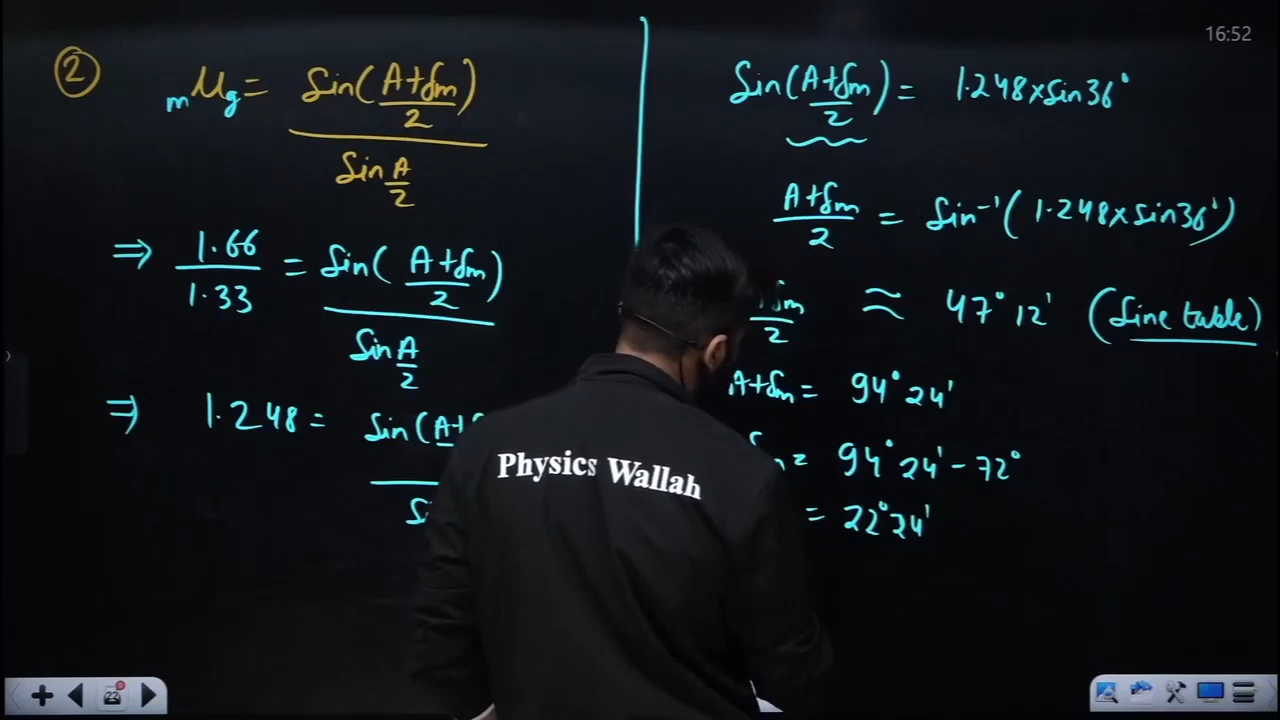 16:52
②
mμg = Sin(A+δm/2) / Sin A/2
⇒ 1.66/1.33 = Sin(A+δm/2) / Sin A/2
⇒ 1.248 = Sin(A+
Sin(A+δm/2) = 1.248×Sin36°
A+δm/2 = Sin⁻¹(1.248×Sin36')
δm/2 ≈ 47°12' (Sine table)
A+δm = 94°24'
= 94°24' - 72°
= 22°24'
Physics Wallah
22